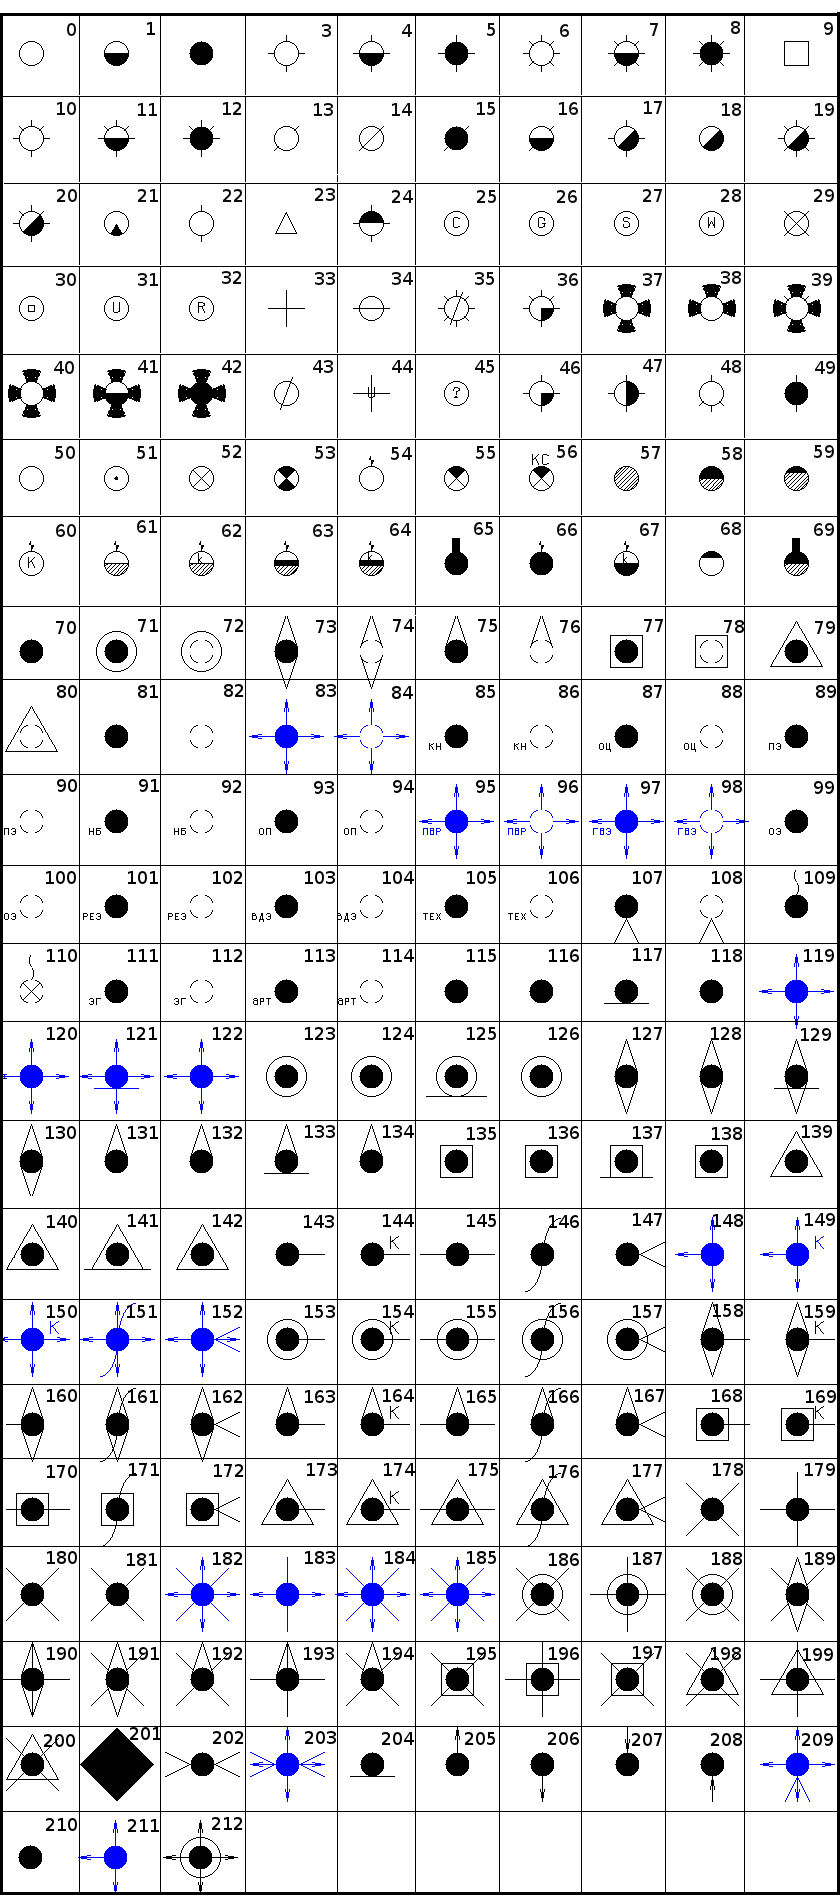 0 1 3 4 5 6 7 8 9
10 11 12 13 14 15 16 17 18 19
20 21 22 23 24 25 26 27 28 29
C G S W
30 31 32 33 34 35 36 37 38 39
U R
40 41 42 43 44 45 46 47 48 49
U ?
50 51 52 53 54 55 56 57 58 59
КС
60 61 62 63 64 65 66 67 68 69
K K K K K
70 71 72 73 74 75 76 77 78 79
80 81 82 83 84 85 86 87 88 89
КН КН ОЦ ОЦ ПЭ
90 91 92 93 94 95 96 97 98 99
ПЭ НБ НБ ОП ОП ПВР ПВР ГВЭ ГВЭ ОЭ
100 101 102 103 104 105 106 107 108 109
ОЭ РЕЭ РЕЭ ВДЭ ВДЭ ТЕХ ТЕХ
110 111 112 113 114 115 116 117 118 119
ЭГ ЭГ арт арт
120 121 122 123 124 125 126 127 128 129
130 131 132 133 134 135 136 137 138 139
140 141 142 143 144 145 146 147 148 149
K K
150 151 152 153 154 155 156 157 158 159
K K K
160 161 162 163 164 165 166 167 168 169
K K
170 171 172 173 174 175 176 177 178 179
K
180 181 182 183 184 185 186 187 188 189
190 191 192 193 194 195 196 197 198 199
200 201 202 203 204 205 206 207 208 209
210 211 212